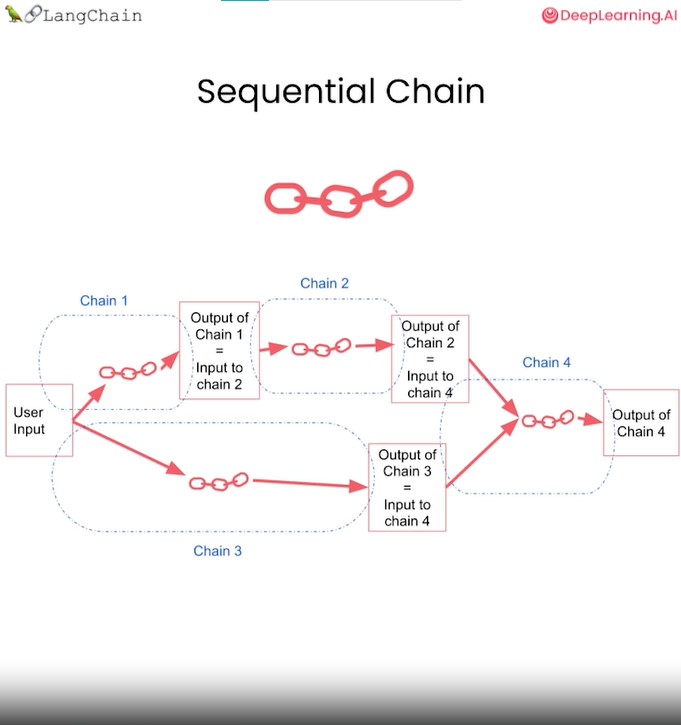 LangChain
DeepLearning.AI
Sequential Chain
Chain 1
Chain 2
Output of
Chain 1
=
Input to
chain 2
Output of
Chain 2
=
Input to
chain 4
Chain 4
User
Input
Output of
Chain 4
Output of
Chain 3
=
Input to
chain 4
Chain 3